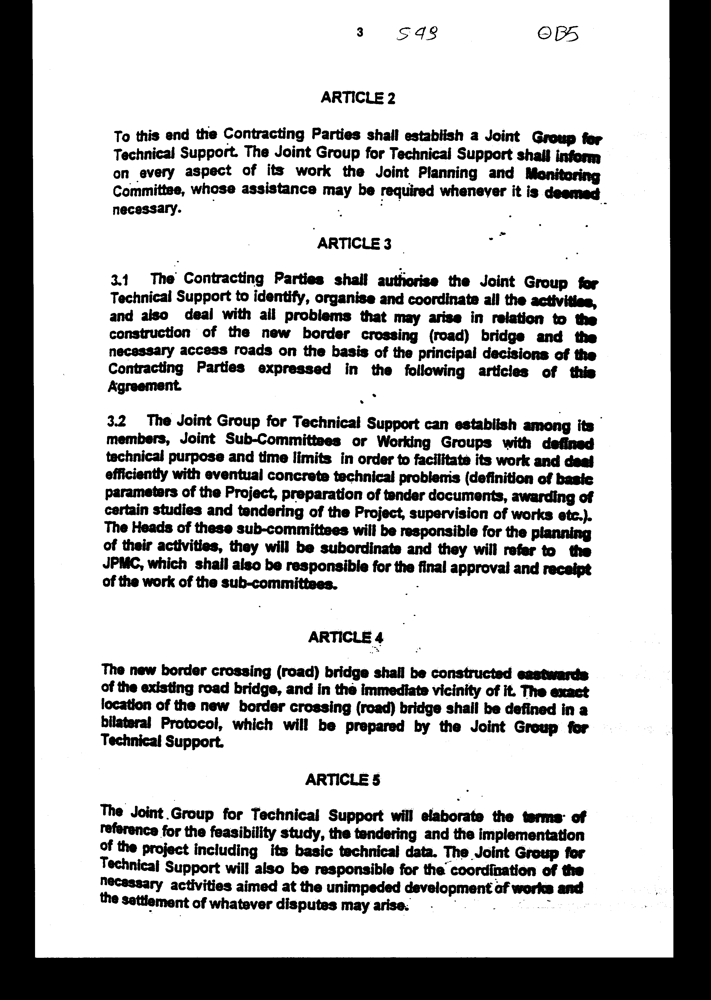 3 S49 ΘB5
ARTICLE 2
To this end the Contracting Parties shall establish a Joint Group for
Technical Support. The Joint Group for Technical Support shall inform
on every aspect of its work the Joint Planning and Monitoring
Committee, whose assistance may be required whenever it is deemed
necessary.
ARTICLE 3
3.1 The Contracting Parties shall authorise the Joint Group for
Technical Support to identify, organise and coordinate all the activities,
and also deal with all problems that may arise in relation to the
construction of the new border crossing (road) bridge and the
necessary access roads on the basis of the principal decisions of the
Contracting Parties expressed in the following articles of this
Agreement.
3.2 The Joint Group for Technical Support can establish among its
members, Joint Sub-Committees or Working Groups with defined
technical purpose and time limits in order to facilitate its work and deal
efficiently with eventual concrete technical problems (definition of basic
parameters of the Project, preparation of tender documents, awarding of
certain studies and tendering of the Project, supervision of works etc.).
The Heads of these sub-committees will be responsible for the planning
of their activities, they will be subordinate and they will refer to the
JPMC, which shall also be responsible for the final approval and receipt
of the work of the sub-committees.
ARTICLE 4
The new border crossing (road) bridge shall be constructed eastwards
of the existing road bridge, and in the immediate vicinity of it. The exact
location of the new border crossing (road) bridge shall be defined in a
bilateral Protocol, which will be prepared by the Joint Group for
Technical Support.
ARTICLE 5
The Joint Group for Technical Support will elaborate the terms of
reference for the feasibility study, the tendering and the implementation
of the project including its basic technical data. The Joint Group for
Technical Support will also be responsible for the coordination of the
necessary activities aimed at the unimpeded development of works and
the settlement of whatever disputes may arise.